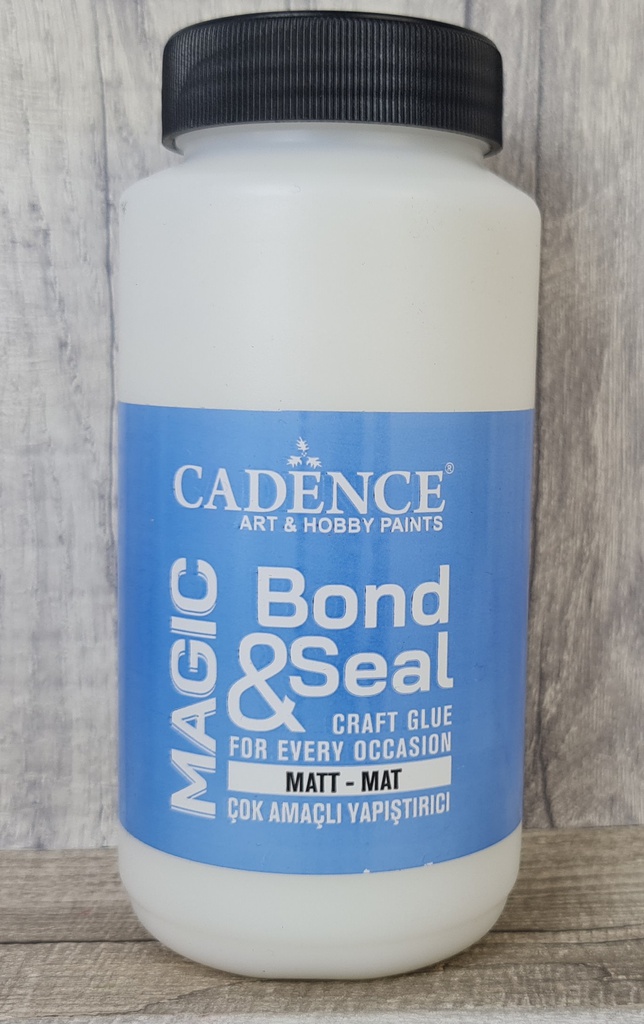 CADENCE®
ART & HOBBY PAINTS
MAGIC
Bond
&Seal
CRAFT GLUE
FOR EVERY OCCASION
MATT - MAT
ÇOK AMAÇLI YAPIŞTIRICI